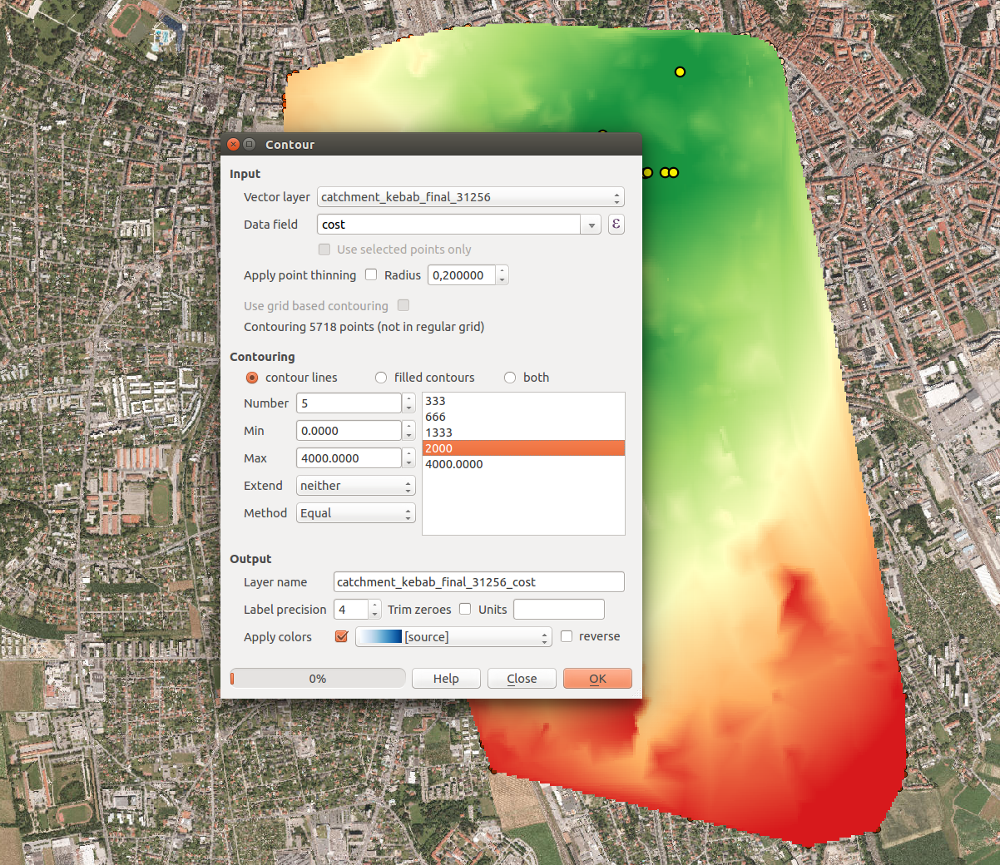 Contour
Input
Vector layer catchment_kebab_final_31256
Data field cost ε
Use selected points only
Apply point thinning Radius 0,200000
Use grid based contouring
Contouring 5718 points (not in regular grid)
Contouring
contour lines filled contours both
Number 5
Min 0.0000
Max 4000.0000
Extend neither
Method Equal
333
666
1333
2000
4000.0000
Output
Layer name catchment_kebab_final_31256_cost
Label precision 4 Trim zeroes Units
Apply colors [source] reverse
0% Help Close OK